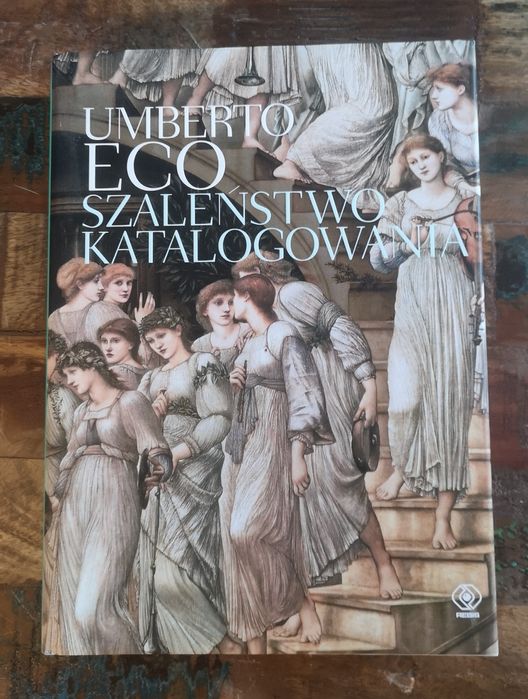 UMBERTO
ECO
SZALEŃSTWO
KATALOGOWANIA
REBIS